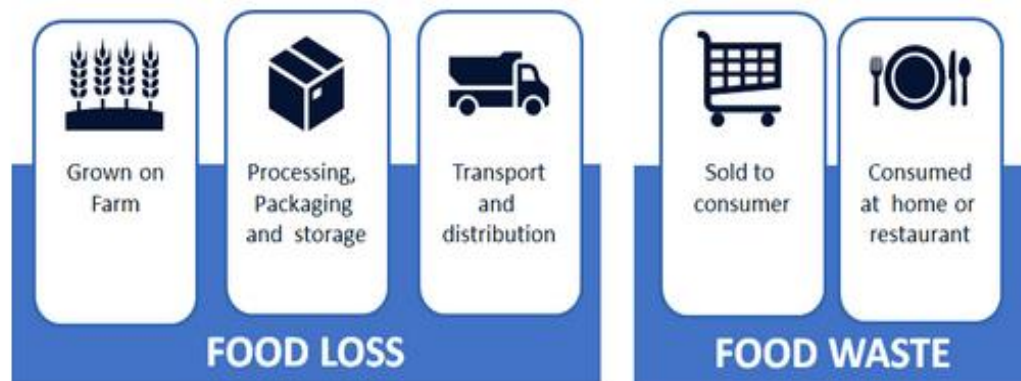 Grown on
Farm
Processing,
Packaging
and storage
Transport
and
distribution
Sold to
consumer
Consumed
at home or
restaurant
FOOD LOSS
FOOD WASTE